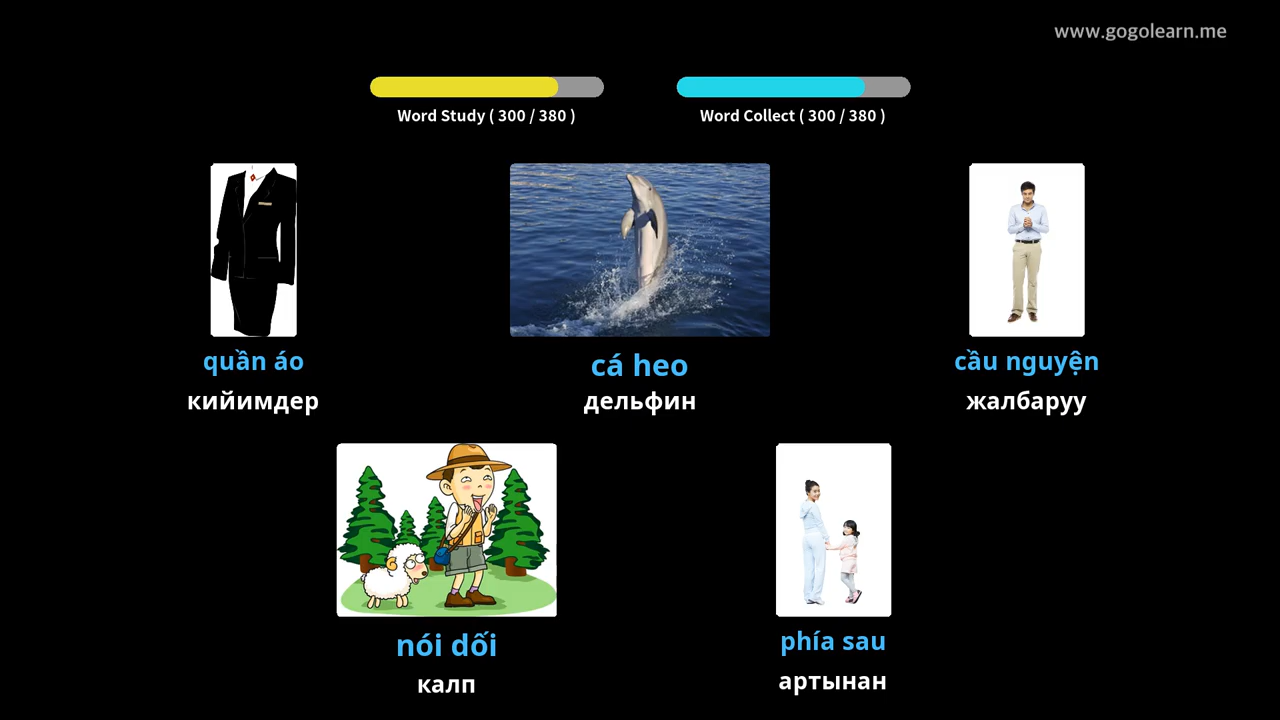 www.gogolearn.me
Word Study ( 300 / 380 )
Word Collect ( 300 / 380 )
quần áo
кийимдер
cá heo
дельфин
cầu nguyện
жалбаруу
nói dối
калп
phía sau
артынан